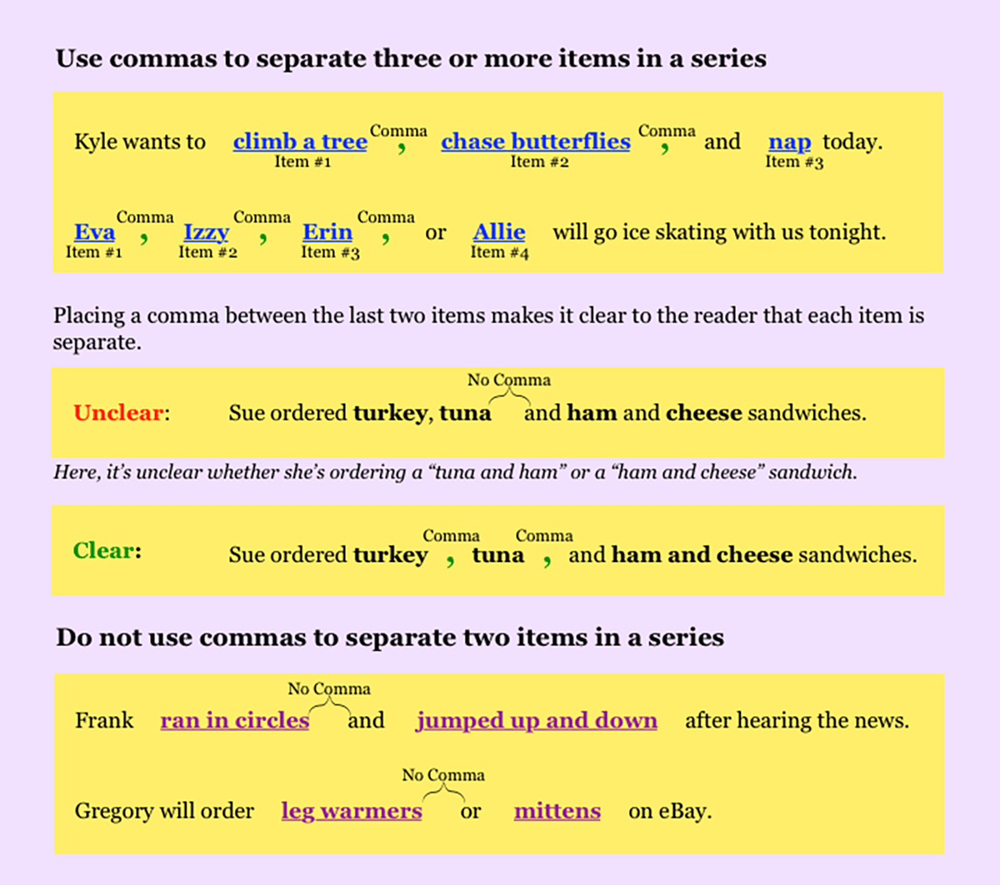 Use commas to separate three or more items in a series
Comma Comma
Kyle wants to climb a tree , chase butterflies , and nap today.
Item #1 Item #2 Item #3
Comma Comma Comma
Eva , Izzy , Erin , or Allie will go ice skating with us tonight.
Item #1 Item #2 Item #3 Item #4
Placing a comma between the last two items makes it clear to the reader that each item is
separate.
No Comma
Unclear: Sue ordered turkey, tuna and ham and cheese sandwiches.
Here, it’s unclear whether she’s ordering a “tuna and ham” or a “ham and cheese” sandwich.
Comma Comma
Clear: Sue ordered turkey , tuna , and ham and cheese sandwiches.
Do not use commas to separate two items in a series
No Comma
Frank ran in circles and jumped up and down after hearing the news.
No Comma
Gregory will order leg warmers or mittens on eBay.